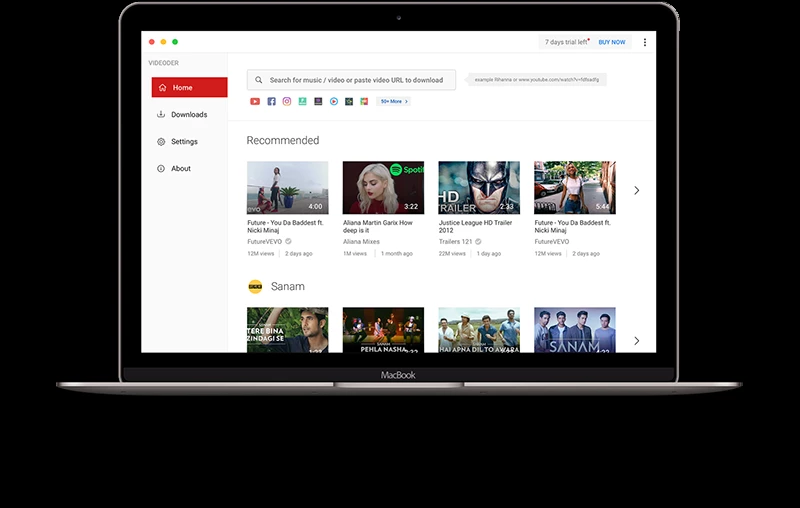 7 days trial left
BUY NOW
VIDEODER
Home
Downloads
Settings
About
Search for music / video or paste video URL to download
example Rihanna or www.youtube.com/watch?v=fdfsadfg
50+ More >
Recommended
EVO
4:00
Spotif
3:22
HD
TRAILER
2:33
5:44
Future - You Da Baddest ft.
Nicki Minaj
Aliana Martin Garix How
deep is it
Justice League HD Trailer
2012
Future - You Da Baddest ft.
Nicki Minaj
FutureVEVO
Aliana Mixes
Trailers 121
FutureVEVO
12M views
2 days ago
1M views
1 month ago
22M views
1 day ago
12M views
2 days ago
Sanam
TERE BINA
ZINDAGI SE
SANAM
PEHLA NASHA
HAI APNA DIL TO AWARA
SANAM
MacBook